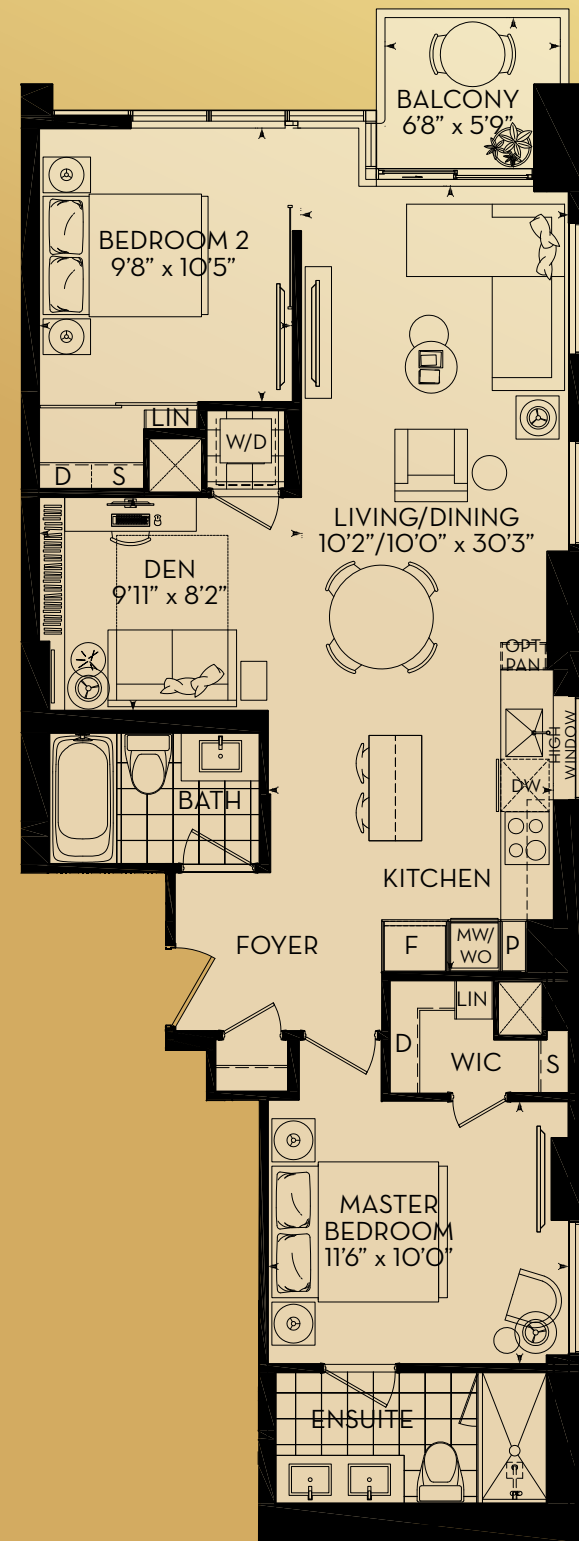 BALCONY
6'8" x 5'9"
BEDROOM 2
9'8" x 10'5"
LIN
W/D
D
S
LIVING/DINING
10'2"/10'0" x 30'3"
DEN
9'11" x 8'2"
OPT
PAN
HIGH
WINDOW
DW
BATH
KITCHEN
FOYER
F
MW/
WO
P
LIN
D
WIC
S
MASTER
BEDROOM
11'6" x 10'0"
ENSUITE